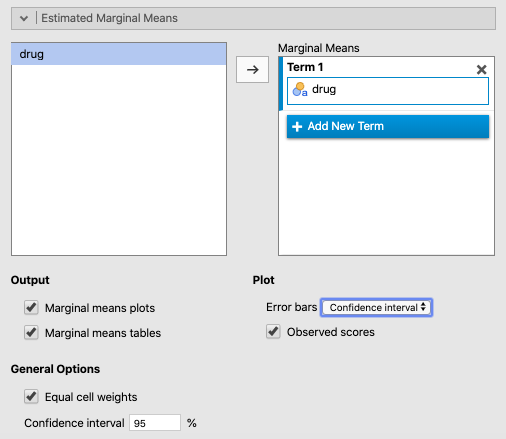 Estimated Marginal Means
drug
Marginal Means
Term 1
a drug
Add New Term
Output
Plot
Marginal means plots
Error bars Confidence interval
Marginal means tables
Observed scores
General Options
Equal cell weights
Confidence interval 95 %